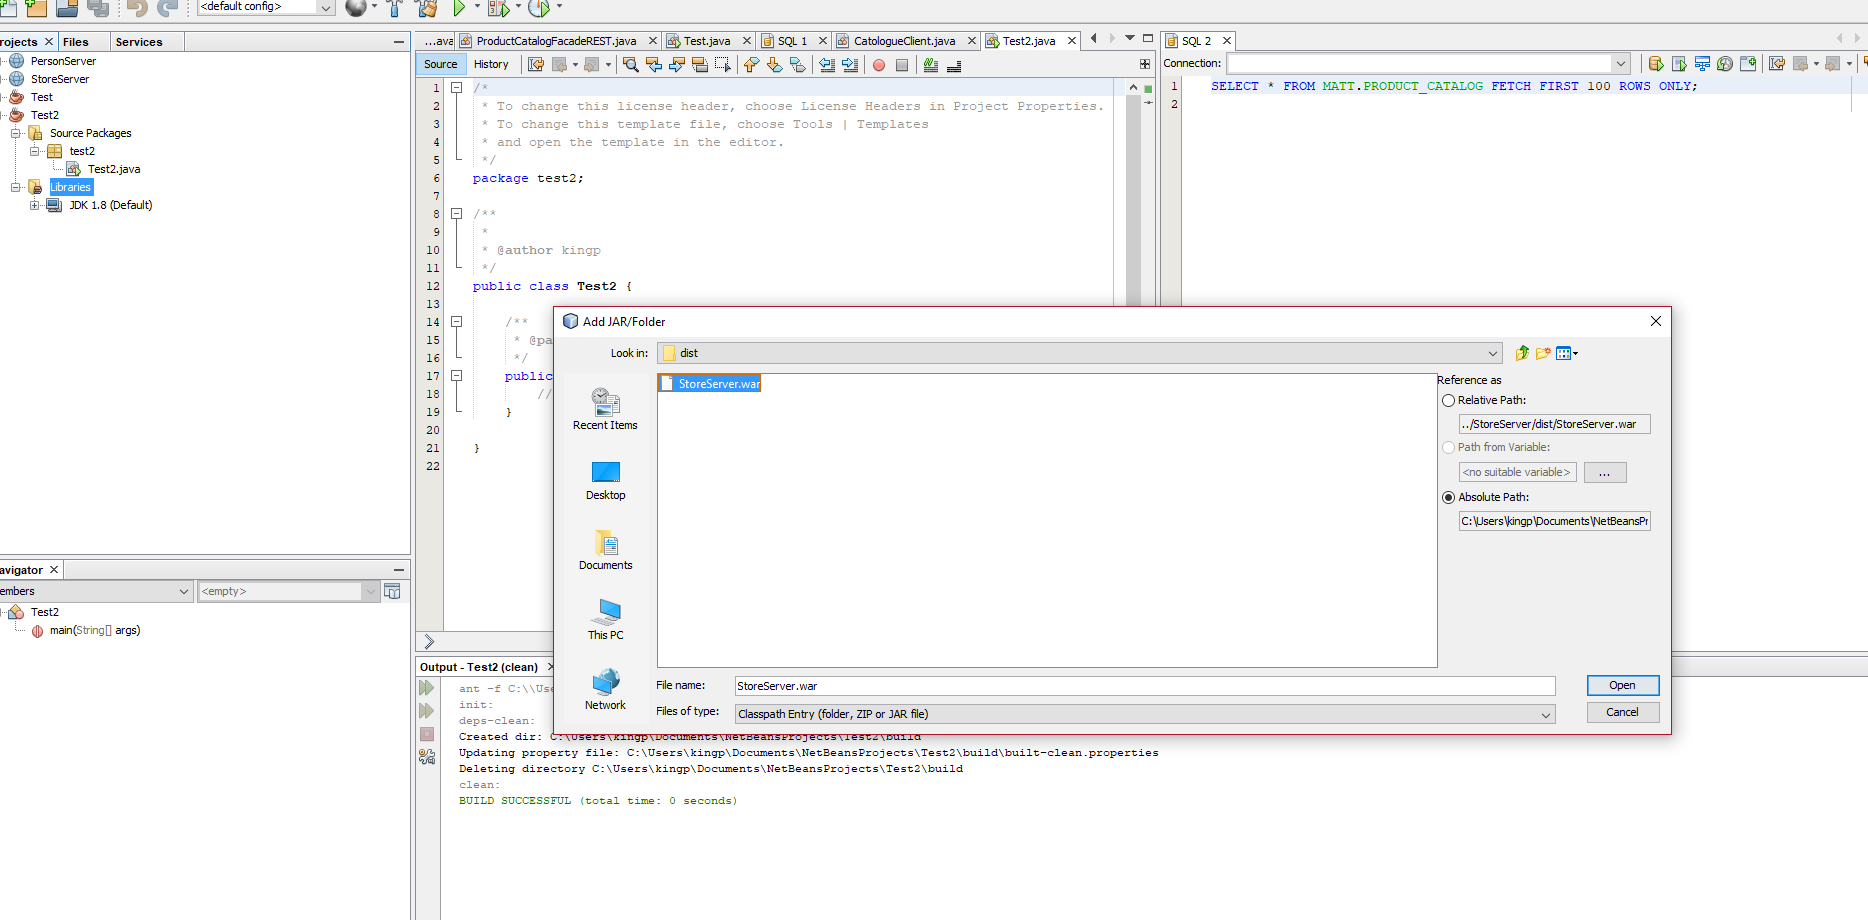 <default config>
rojects
Files
Services
PersonServer
StoreServer
Test
Test2
Source Packages
test2
Test2.java
Libraries
JDK 1.8 (Default)
avigator
embers
<empty>
Test2
main(String[] args)
...ava
ProductCatalogFacadeREST.java
Test.java
SQL 1
CatologueClient.java
Test2.java
Source
History
1 /*
2 * To change this license header, choose License Headers in Project Properties.
3 * To change this template file, choose Tools | Templates
4 * and open the template in the editor.
5 */
6 package test2;
7
8 /**
9 *
10 * @author kingp
11 */
12 public class Test2 {
13
14 /**
15 * @pa
16 */
17 public
18 //
19 }
20
21 }
22
SQL 2
Connection:
1 SELECT * FROM MATT.PRODUCT_CATALOG FETCH FIRST 100 ROWS ONLY;
2
Add JAR/Folder
Look in:
dist
StoreServer.war
Recent Items
Desktop
Documents
This PC
Network
Reference as
Relative Path:
../StoreServer/dist/StoreServer.war
Path from Variable:
<no suitable variable>
...
Absolute Path:
C:\Users\kingp\Documents\NetBeansPr
File name:
StoreServer.war
Open
Files of type:
Classpath Entry (folder, ZIP or JAR file)
Cancel
Output - Test2 (clean)
ant -f C:\\Use
init:
deps-clean:
Created dir: C:\Users\kingp\Documents\NetBeansProjects\Test2\build
Updating property file: C:\Users\kingp\Documents\NetBeansProjects\Test2\build\built-clean.properties
Deleting directory C:\Users\kingp\Documents\NetBeansProjects\Test2\build
clean:
BUILD SUCCESSFUL (total time: 0 seconds)